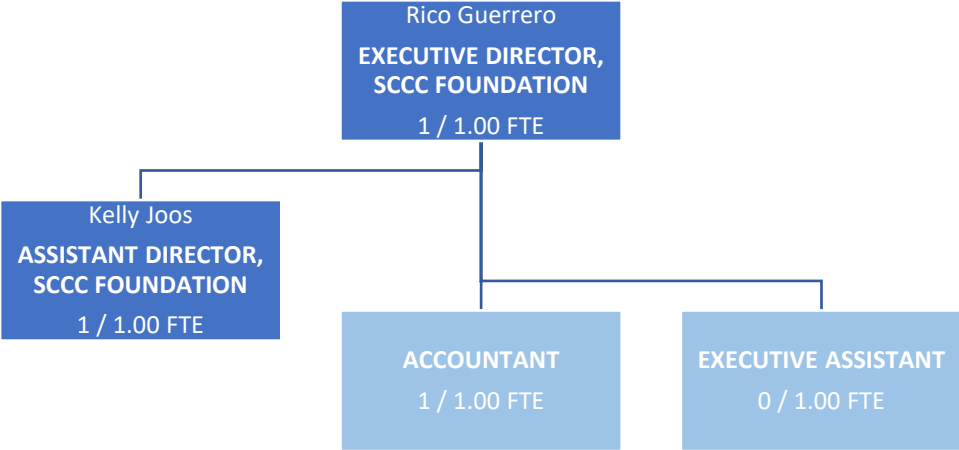 Rico Guerrero
EXECUTIVE DIRECTOR,
SCCC FOUNDATION
1 / 1.00 FTE
Kelly Joos
ASSISTANT DIRECTOR,
SCCC FOUNDATION
1 / 1.00 FTE
ACCOUNTANT
1 / 1.00 FTE
EXECUTIVE ASSISTANT
0 / 1.00 FTE